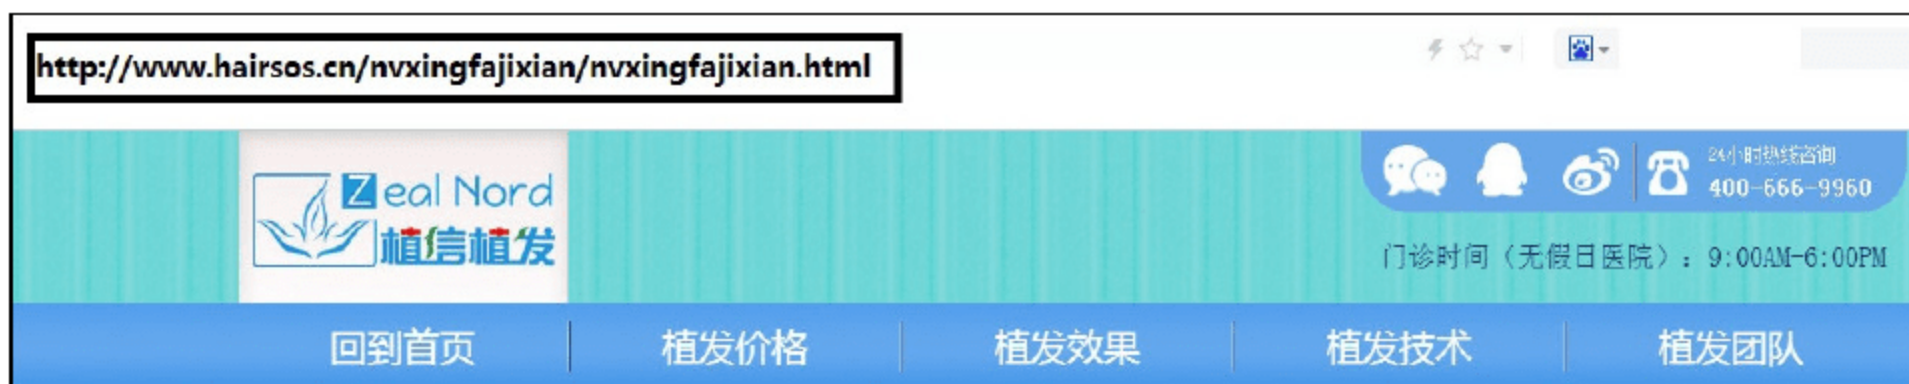 http://www.hairsos.cn/nvxingfajixian/nvxingfajixian.html
Zeal Nord
植信植发
24小时热线咨询
400-666-9960
门诊时间（无假日医院）：9:00AM-6:00PM
回到首页 植发价格 植发效果 植发技术 植发团队